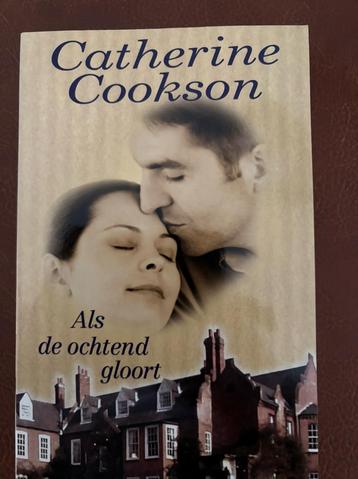 Catherine
Cookson
Als
de ochtend
gloort